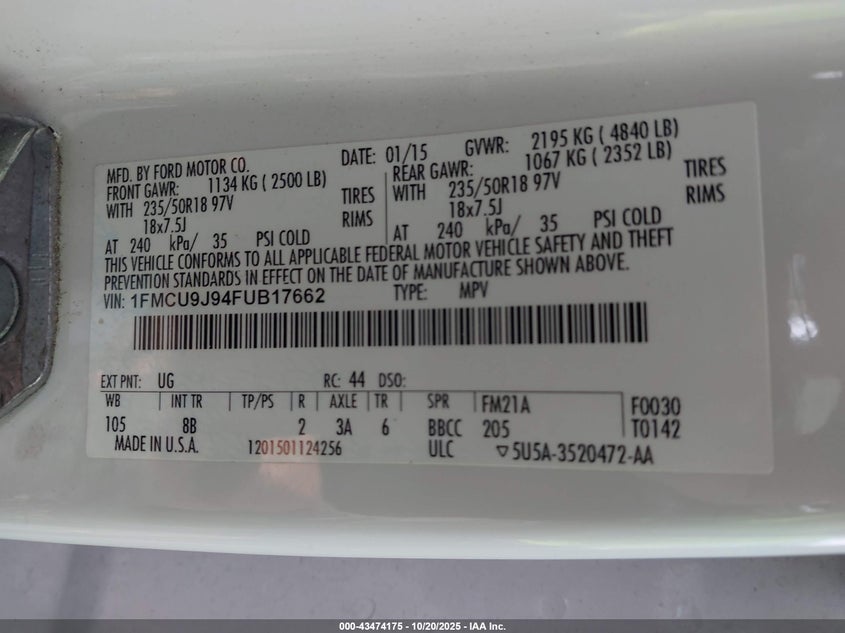 MFD. BY FORD MOTOR CO. DATE: 01/15 GVWR: 2195 KG ( 4840 LB)
FRONT GAWR: 1134 KG ( 2500 LB) REAR GAWR: 1067 KG ( 2352 LB)
WITH 235/50R18 97V TIRES WITH 235/50R18 97V TIRES
18x7.5J RIMS 18x7.5J RIMS
AT 240 kPa/ 35 PSI COLD AT 240 kPa/ 35 PSI COLD
THIS VEHICLE CONFORMS TO ALL APPLICABLE FEDERAL MOTOR VEHICLE SAFETY AND THEFT
PREVENTION STANDARDS IN EFFECT ON THE DATE OF MANUFACTURE SHOWN ABOVE.
VIN: 1FMCU9J94FUB17662 TYPE: MPV
EXT PNT: UG RC: 44 DSO:
WB INT TR TP/PS R AXLE TR SPR FM21A F0030
105 8B 2 3A 6 BBCC 205 T0142
MADE IN U.S.A. 1201501124256 ULC ▽5U5A-3520472-AA
000-43474175 | 10/20/2025 | IAA Inc.